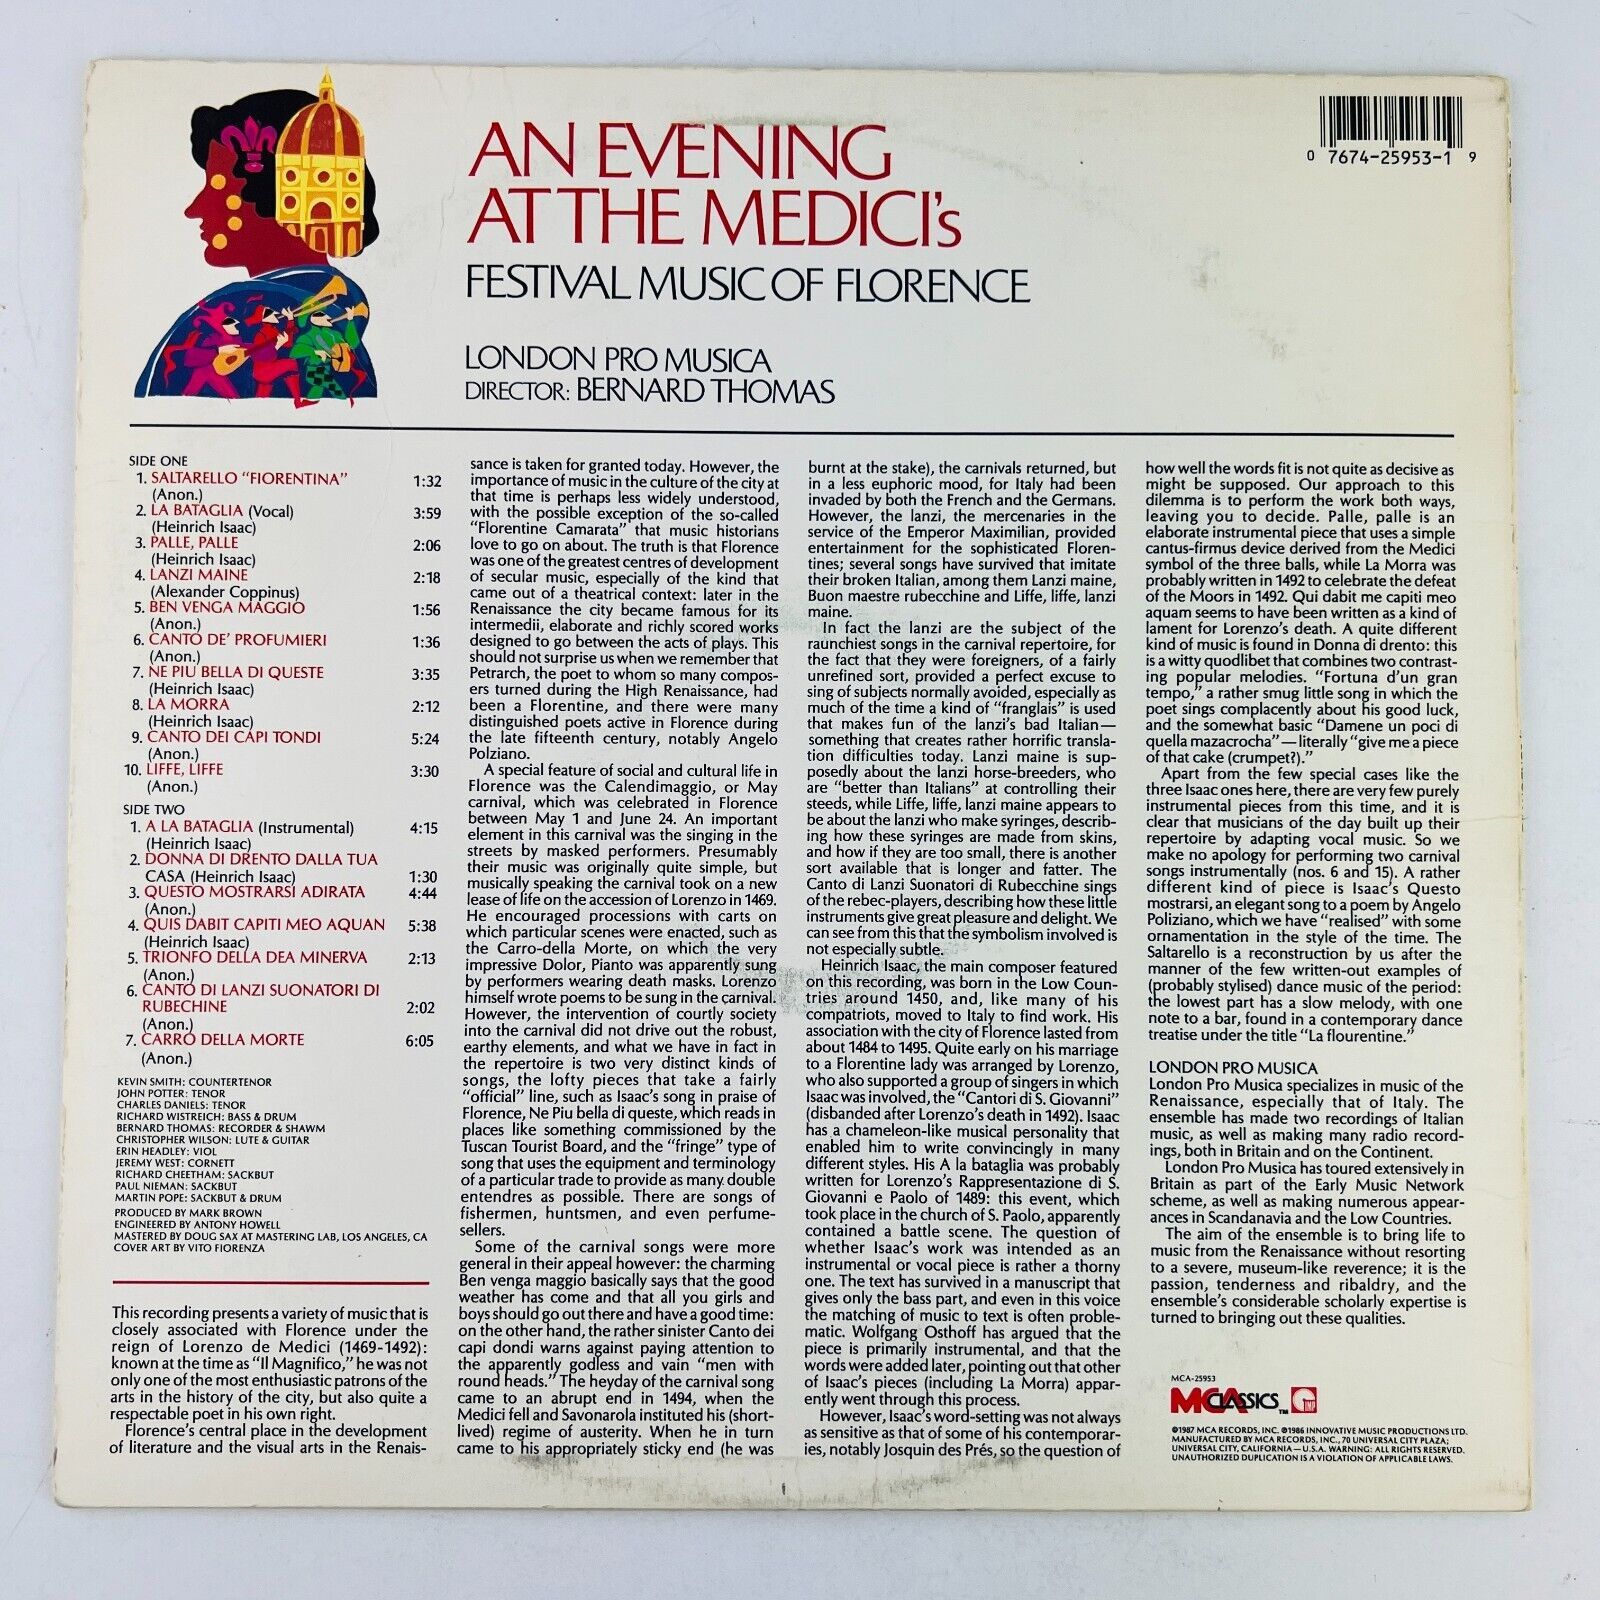 AN EVENING
AT THE MEDICI's
FESTIVAL MUSIC OF FLORENCE
LONDON PRO MUSICA
DIRECTOR: BERNARD THOMAS
0 7674-25953-1 9
SIDE ONE
1. SALTARELLO "FIORENTINA" 1:32
(Anon.)
2. LA BATAGLIA (Vocal) 3:59
(Heinrich Isaac)
3. PALLE, PALLE 2:06
(Heinrich Isaac)
4. LANZI MAINE 2:18
(Alexander Coppinus)
5. BEN VENGA MAGGIO 1:56
(Anon.)
6. CANTO DE' PROFUMIERI 1:36
(Anon.)
7. NE PIU BELLA DI QUESTE 3:35
(Heinrich Isaac)
8. LA MORRA 2:12
(Heinrich Isaac)
9. CANTO DEI CAPI TONDI 5:24
(Anon.)
10. LIFFE, LIFFE 3:30
(Anon.)
SIDE TWO
1. A LA BATAGLIA (Instrumental) 4:15
(Heinrich Isaac)
2. DONNA DI DRENTO DALLA TUA
CASA (Heinrich Isaac) 1:30
3. QUESTO MOSTRARSI ADIRATA 4:44
(Anon.)
4. QUIS DABIT CAPITI MEO AQUAN 5:38
(Heinrich Isaac)
5. TRIONFO DELLA DEA MINERVA 2:13
(Anon.)
6. CANTO DI LANZI SUONATORI DI
RUBECHINE 2:02
(Anon.)
7. CARRO DELLA MORTE 6:05
(Anon.)
KEVIN SMITH: COUNTERTENOR
JOHN POTTER: TENOR
CHARLES DANIELS: TENOR
RICHARD WISTREICH: BASS & DRUM
BERNARD THOMAS: RECORDER & SHAWM
CHRISTOPHER WILSON: LUTE & GUITAR
ERIN HEADLEY: VIOL
JEREMY WEST: CORNETT
RICHARD CHEETHAM: SACKBUT
PAUL NIEMAN: SACKBUT
MARTIN POPE: SACKBUT & DRUM
PRODUCED BY MARK BROWN
ENGINEERED BY ANTONY HOWELL
MASTERED BY DOUG SAX AT MASTERING LAB, LOS ANGELES, CA
COVER ART BY VITO FIORENZA
This recording presents a variety of music that is
closely associated with Florence under the
reign of Lorenzo de Medici (1469-1492):
known at the time as "Il Magnifico," he was not
only one of the most enthusiastic patrons of the
arts in the history of the city, but also quite a
respectable poet in his own right.
Florence's central place in the development
of literature and the visual arts in the Renais-
sance is taken for granted today. However, the
importance of music in the culture of the city at
that time is perhaps less widely understood,
with the possible exception of the so-called
"Florentine Camarata" that music historians
love to go on about. The truth is that Florence
was one of the greatest centres of development
of secular music, especially of the kind that
came out of a theatrical context: later in the
Renaissance the city became famous for its
intermedii, elaborate and richly scored works
designed to go between the acts of plays. This
should not surprise us when we remember that
Petrarch, the poet to whom so many compos-
ers turned during the High Renaissance, had
been a Florentine, and there were many
distinguished poets active in Florence during
the late fifteenth century, notably Angelo
Polziano.
A special feature of social and cultural life in
Florence was the Calendimaggio, or May
carnival, which was celebrated in Florence
between May 1 and June 24. An important
element in this carnival was the singing in the
streets by masked performers. Presumably
their music was originally quite simple, but
musically speaking the carnival took on a new
lease of life on the accession of Lorenzo in 1469.
He encouraged processions with carts on
which particular scenes were enacted, such as
the Carro-della Morte, on which the very
impressive Dolor, Pianto was apparently sung
by performers wearing death masks. Lorenzo
himself wrote poems to be sung in the carnival.
However, the intervention of courtly society
into the carnival did not drive out the robust,
earthy elements, and what we have in fact in
the repertoire is two very distinct kinds of
songs, the lofty pieces that take a fairly
"official" line, such as Isaac's song in praise of
Florence, Ne Piu bella di queste, which reads in
places like something commissioned by the
Tuscan Tourist Board, and the "fringe" type of
song that uses the equipment and terminology
of a particular trade to provide as many double
entendres as possible. There are songs of
fishermen, huntsmen, and even perfume-
sellers.
Some of the carnival songs were more
general in their appeal however: the charming
Ben venga maggio basically says that the good
weather has come and that all you girls and
boys should go out there and have a good time:
on the other hand, the rather sinister Canto dei
capi dondi warns against paying attention to
the apparently godless and vain "men with
round heads." The heyday of the carnival song
came to an abrupt end in 1494, when the
Medici fell and Savonarola instituted his (short-
lived) regime of austerity. When he in turn
came to his appropriately sticky end (he was
burnt at the stake), the carnivals returned, but
in a less euphoric mood, for Italy had been
invaded by both the French and the Germans.
However, the lanzi, the mercenaries in the
service of the Emperor Maximilian, provided
entertainment for the sophisticated Floren-
tines; several songs have survived that imitate
their broken Italian, among them Lanzi maine,
Buon maestre rubecchine and Liffe, liffe, lanzi
maine.
In fact the lanzi are the subject of the
raunchiest songs in the carnival repertoire, for
the fact that they were foreigners, of a fairly
unrefined sort, provided a perfect excuse to
sing of subjects normally avoided, especially as
much of the time a kind of "franglais" is used
that makes fun of the lanzi's bad Italian—
something that creates rather horrific transla-
tion difficulties today. Lanzi maine is sup-
posedly about the lanzi horse-breeders, who
are "better than Italians" at controlling their
steeds, while Liffe, liffe, lanzi maine appears to
be about the lanzi who make syringes, describ-
ing how these syringes are made from skins,
and how if they are too small, there is another
sort available that is longer and fatter. The
Canto di Lanzi Suonatori di Rubecchine sings
of the rebec-players, describing how these little
instruments give great pleasure and delight. We
can see from this that the symbolism involved is
not especially subtle.
Heinrich Isaac, the main composer featured
on this recording, was born in the Low Coun-
tries around 1450, and, like many of his
compatriots, moved to Italy to find work. His
association with the city of Florence lasted from
about 1484 to 1495. Quite early on his marriage
to a Florentine lady was arranged by Lorenzo,
who also supported a group of singers in which
Isaac was involved, the "Cantori di S. Giovanni"
(disbanded after Lorenzo's death in 1492). Isaac
has a chameleon-like musical personality that
enabled him to write convincingly in many
different styles. His A la bataglia was probably
written for Lorenzo's Rappresentazione di S.
Giovanni e Paolo of 1489: this event, which
took place in the church of S. Paolo, apparently
contained a battle scene. The question of
whether Isaac's work was intended as an
instrumental or vocal piece is rather a thorny
one. The text has survived in a manuscript that
gives only the bass part, and even in this voice
the matching of music to text is often proble-
matic. Wolfgang Osthoff has argued that the
piece is primarily instrumental, and that the
words were added later, pointing out that other
of Isaac's pieces (including La Morra) appar-
ently went through this process.
However, Isaac's word-setting was not always
as sensitive as that of some of his contemporar-
ies, notably Josquin des Prés, so the question of
how well the words fit is not quite as decisive as
might be supposed. Our approach to this
dilemma is to perform the work both ways,
leaving you to decide. Palle, palle is an
elaborate instrumental piece that uses a simple
cantus-firmus device derived from the Medici
symbol of the three balls, while La Morra was
probably written in 1492 to celebrate the defeat
of the Moors in 1492. Qui dabit me capiti meo
aquam seems to have been written as a kind of
lament for Lorenzo's death. A quite different
kind of music is found in Donna di drento: this
is a witty quodlibet that combines two contrast-
ing popular melodies. "Fortuna d'un gran
tempo," a rather smug little song in which the
poet sings complacently about his good luck,
and the somewhat basic "Damene un poci di
quella mazacrocha"—literally "give me a piece
of that cake (crumpet?)."
Apart from the few special cases like the
three Isaac ones here, there are very few purely
instrumental pieces from this time, and it is
clear that musicians of the day built up their
repertoire by adapting vocal music. So we
make no apology for performing two carnival
songs instrumentally (nos. 6 and 15). A rather
different kind of piece is Isaac's Questo
mostrarsi, an elegant song to a poem by Angelo
Poliziano, which we have "realised" with some
ornamentation in the style of the time. The
Saltarello is a reconstruction by us after the
manner of the few written-out examples of
(probably stylised) dance music of the period:
the lowest part has a slow melody, with one
note to a bar, found in a contemporary dance
treatise under the title "La flourentine."
LONDON PRO MUSICA
London Pro Musica specializes in music of the
Renaissance, especially that of Italy. The
ensemble has made two recordings of Italian
music, as well as making many radio record-
ings, both in Britain and on the Continent.
London Pro Musica has toured extensively in
Britain as part of the Early Music Network
scheme, as well as making numerous appear-
ances in Scandanavia and the Low Countries.
The aim of the ensemble is to bring life to
music from the Renaissance without resorting
to a severe, museum-like reverence; it is the
passion, tenderness and ribaldry, and the
ensemble's considerable scholarly expertise is
turned to bringing out these qualities.
MCA-25953
MCA CLASSICS TM IMP
©1987 MCA RECORDS, INC. ℗1986 INNOVATIVE MUSIC PRODUCTIONS LTD.
MANUFACTURED BY MCA RECORDS, INC., 70 UNIVERSAL CITY PLAZA;
UNIVERSAL CITY, CALIFORNIA—U.S.A. WARNING: ALL RIGHTS RESERVED.
UNAUTHORIZED DUPLICATION IS A VIOLATION OF APPLICABLE LAWS.